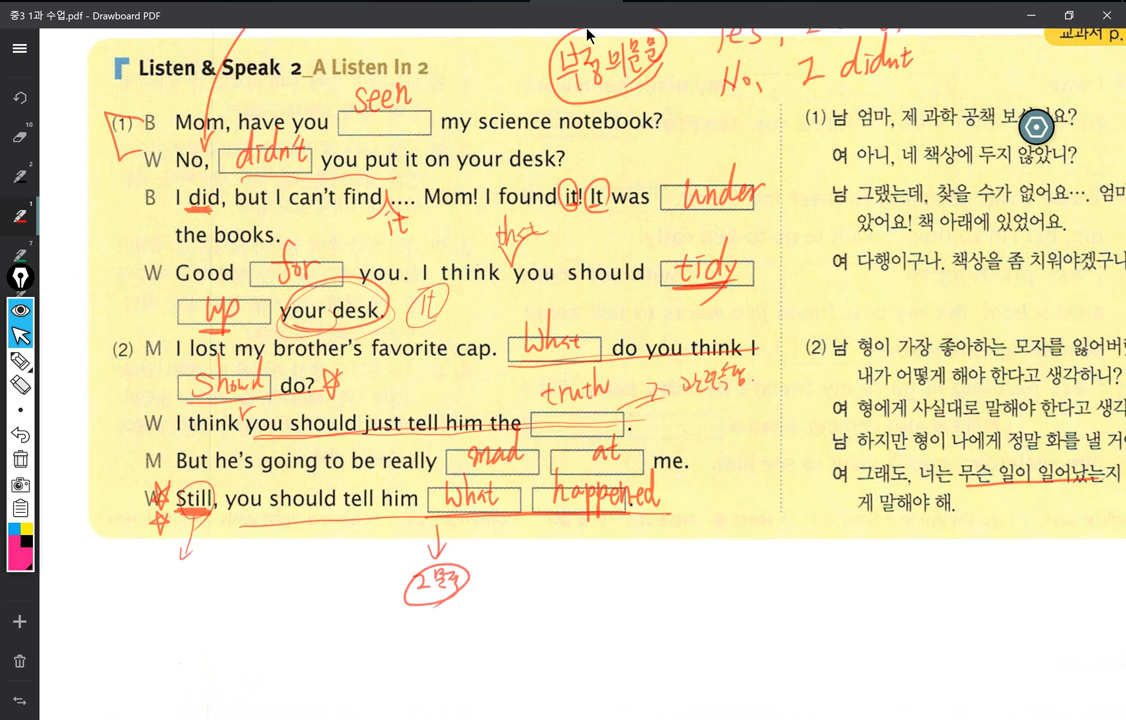 중3 1과 수업.pdf - Drawboard PDF
교과서 p.
Yes, I
No, I didn't
부정 의문문
Listen & Speak 2_A Listen In 2
(1) B Mom, have you seen my science notebook?
W No, didn't you put it on your desk?
B I did, but I can't find it .... Mom! I found it! It was under
the books.
that
W Good for you. I think you should tidy
up your desk. it
(2) M I lost my brother's favorite cap. What do you think I
should do?
W I think you should just tell him the truth.
M But he's going to be really mad at me.
W Still, you should tell him what happened.
(1) 남 엄마, 제 과학 공책 보
여 아니, 네 책상에 두지 않았니?
남 그랬는데, 찾을 수가 없어요…. 엄마
았어요! 책 아래에 있었어요.
여 다행이구나. 책상을 좀 치워야겠구나
(2) 남 형이 가장 좋아하는 모자를 잃어버
내가 어떻게 해야 한다고 생각하니?
여 형에게 사실대로 말해야 한다고 생각
남 하지만 형이 나에게 정말 화를 낼 거
여 그래도, 너는 무슨 일이 일어났는지
게 말해야 해.
10
2
1
7